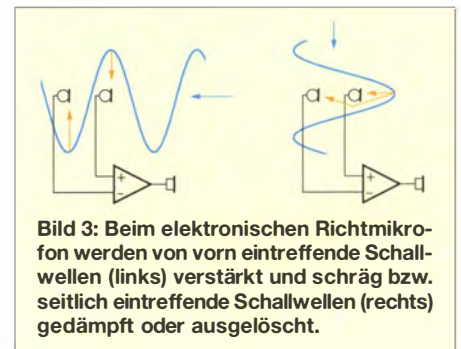 +
−
+
−
Bild 3: Beim elektronischen Richtmikro-
fon werden von vorn eintreffende Schall-
wellen (links) verstärkt und schräg bzw.
seitlich eintreffende Schallwellen (rechts)
gedämpft oder ausgelöscht.